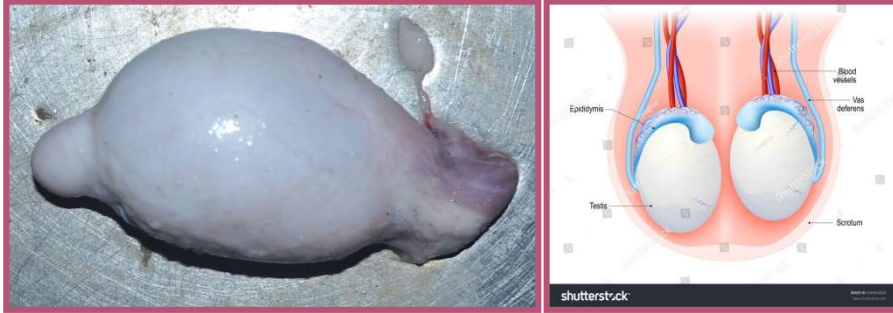 Blood
vessels
Vas
deferens
Epididymis
Testis
Scrotum
shutterstock